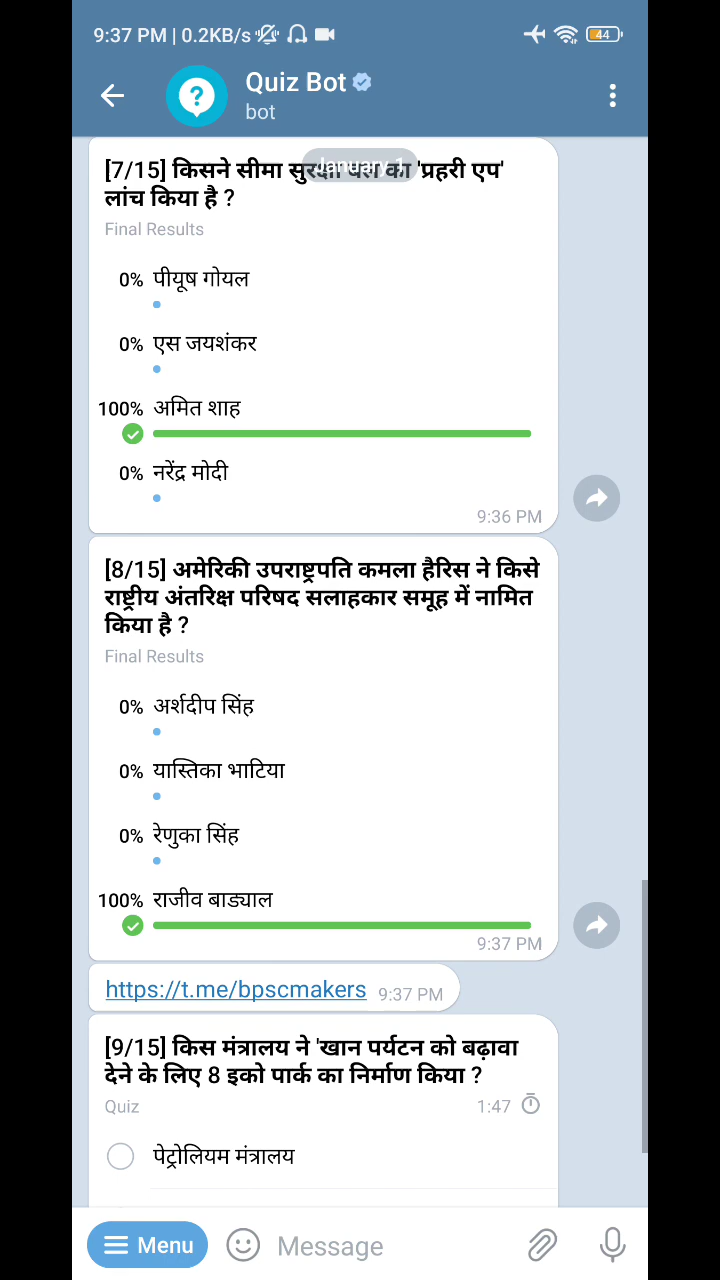 9:37 PM | 0.2KB/s
44
Quiz Bot
bot
January 1
[7/15] किसने सीमा सुरक्षा बल का 'प्रहरी एप'
लांच किया है ?
Final Results
0% पीयूष गोयल
0% एस जयशंकर
100% अमित शाह
0% नरेंद्र मोदी
9:36 PM
[8/15] अमेरिकी उपराष्ट्रपति कमला हैरिस ने किसे
राष्ट्रीय अंतरिक्ष परिषद सलाहकार समूह में नामित
किया है ?
Final Results
0% अर्शदीप सिंह
0% यास्तिका भाटिया
0% रेणुका सिंह
100% राजीव बाड्याल
9:37 PM
https://t.me/bpscmakers 9:37 PM
[9/15] किस मंत्रालय ने 'खान पर्यटन को बढ़ावा
देने के लिए 8 इको पार्क का निर्माण किया ?
Quiz 1:47
पेट्रोलियम मंत्रालय
Menu Message